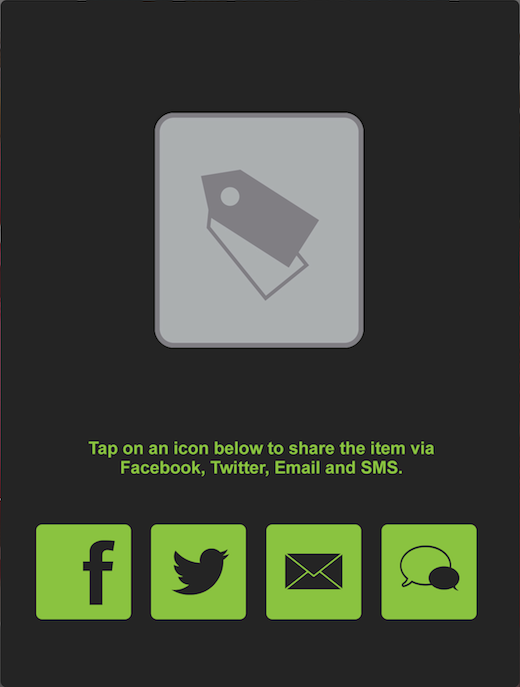 Tap on an icon below to share the item via
Facebook, Twitter, Email and SMS.